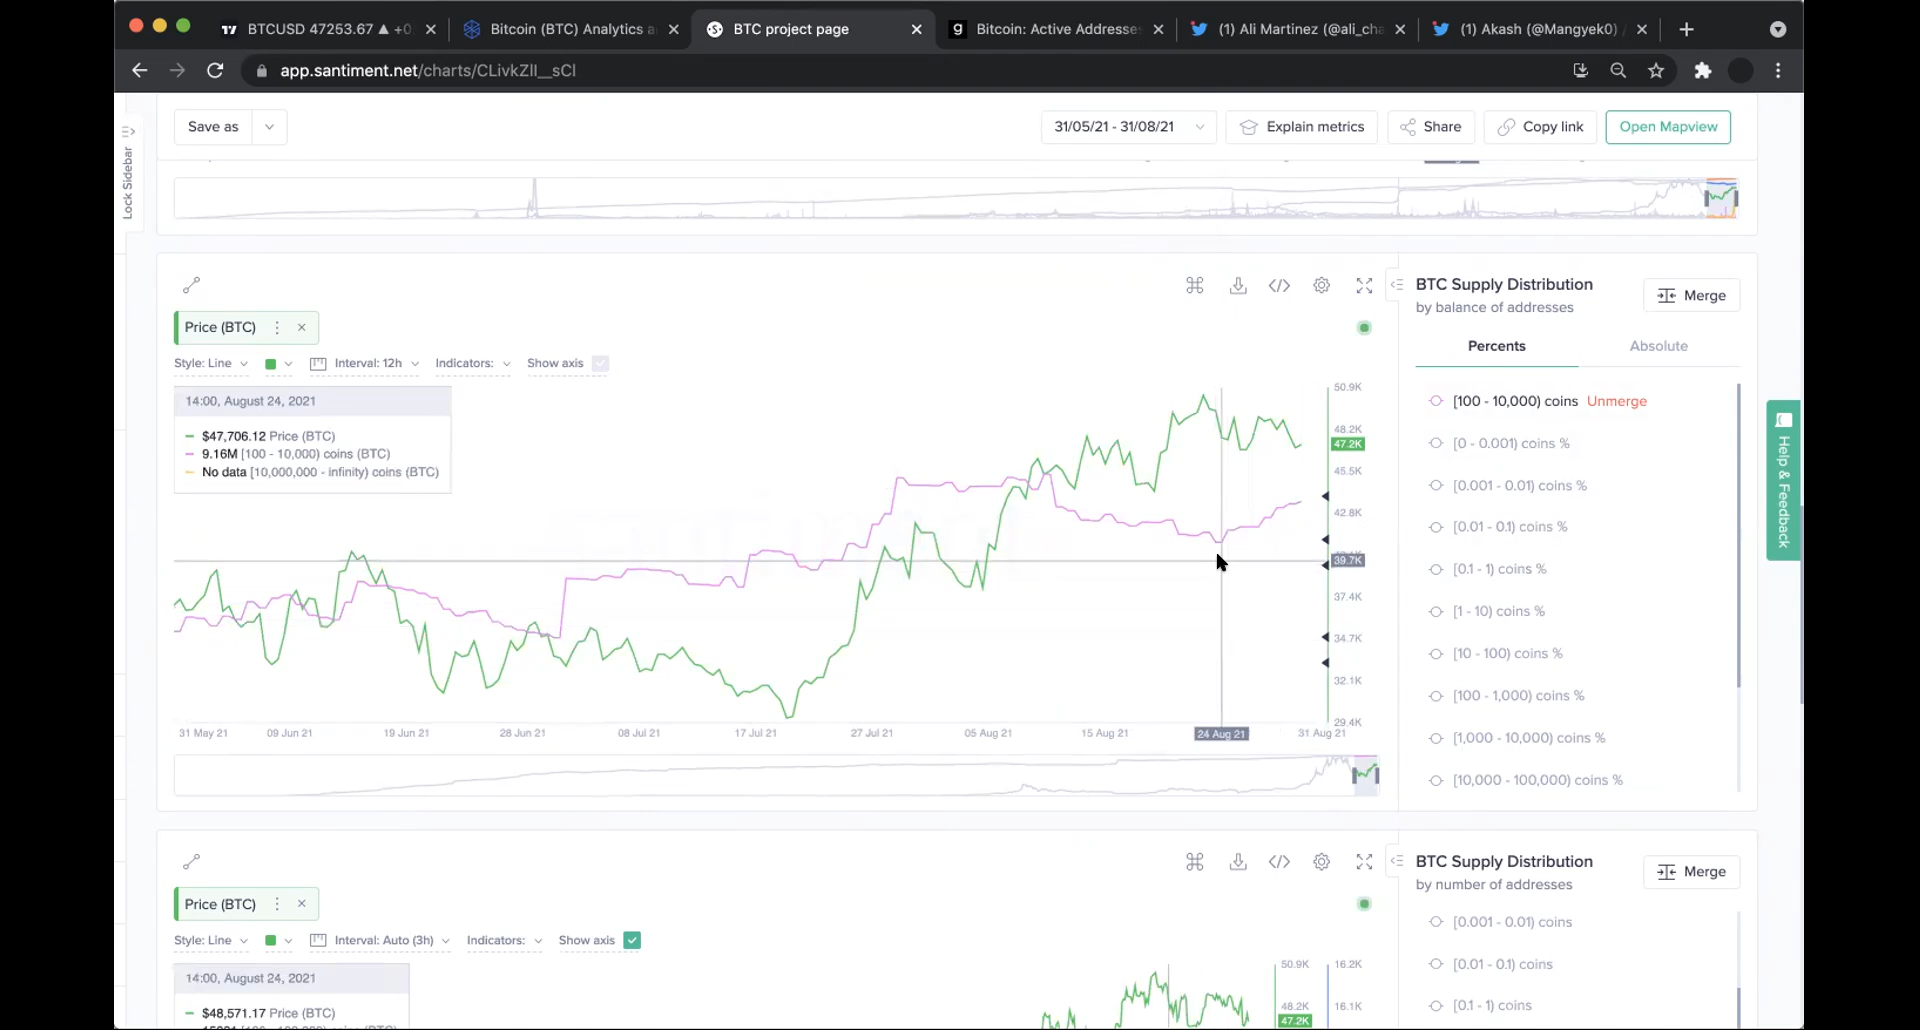 BTCUSD 47253.67 ▲ +0
Bitcoin (BTC) Analytics a
BTC project page
Bitcoin: Active Addresse
(1) Ali Martinez (@ali_cha
(1) Akash (@Mangyek0) /
Save as
31/05/21 - 31/08/21
Explain metrics
Share
Copy link
Open Mapview
Lock Sidebar
Price (BTC)
Style: Line
Interval: 12h
Indicators:
Show axis
14:00, August 24, 2021
$47,706.12 Price (BTC)
9.16M [100 - 10,000) coins (BTC)
No data [10,000,000 - infinity) coins (BTC)
50.9K
48.2K
47.2K
45.5K
42.8K
39.7K
37.4K
34.7K
32.1K
29.4K
31 May 21
09 Jun 21
19 Jun 21
28 Jun 21
08 Jul 21
17 Jul 21
27 Jul 21
05 Aug 21
15 Aug 21
24 Aug 21
31 Aug 21
BTC Supply Distribution
by balance of addresses
Merge
Percents
Absolute
[100 - 10,000) coins Unmerge
[0 - 0.001) coins %
[0.001 - 0.01) coins %
[0.01 - 0.1) coins %
[0.1 - 1) coins %
[1 - 10) coins %
[10 - 100) coins %
[100 - 1,000) coins %
[1,000 - 10,000) coins %
[10,000 - 100,000) coins %
Help & Feedback
Price (BTC)
Style: Line
Interval: Auto (3h)
Indicators:
Show axis
14:00, August 24, 2021
$48,571.17 Price (BTC)
50.9K
16.2K
48.2K
16.1K
47.2K
BTC Supply Distribution
by number of addresses
Merge
[0.001 - 0.01) coins
[0.01 - 0.1) coins
[0.1 - 1) coins